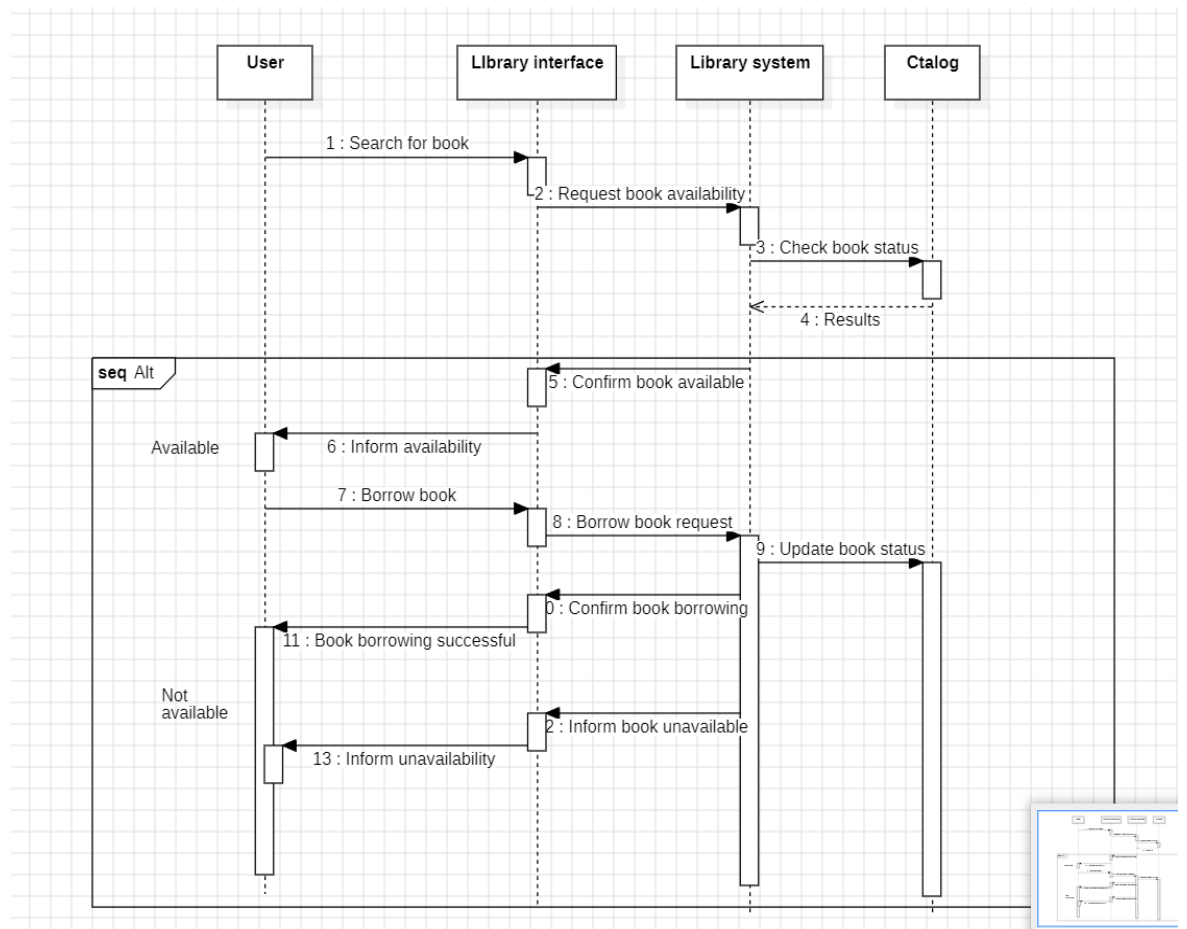 User
LIbrary interface
Library system
Ctalog
1 : Search for book
2 : Request book availability
3 : Check book status
4 : Results
seq Alt
5 : Confirm book available
Available
6 : Inform availability
7 : Borrow book
8 : Borrow book request
9 : Update book status
0 : Confirm book borrowing
11 : Book borrowing successful
Not
available
2 : Inform book unavailable
13 : Inform unavailability